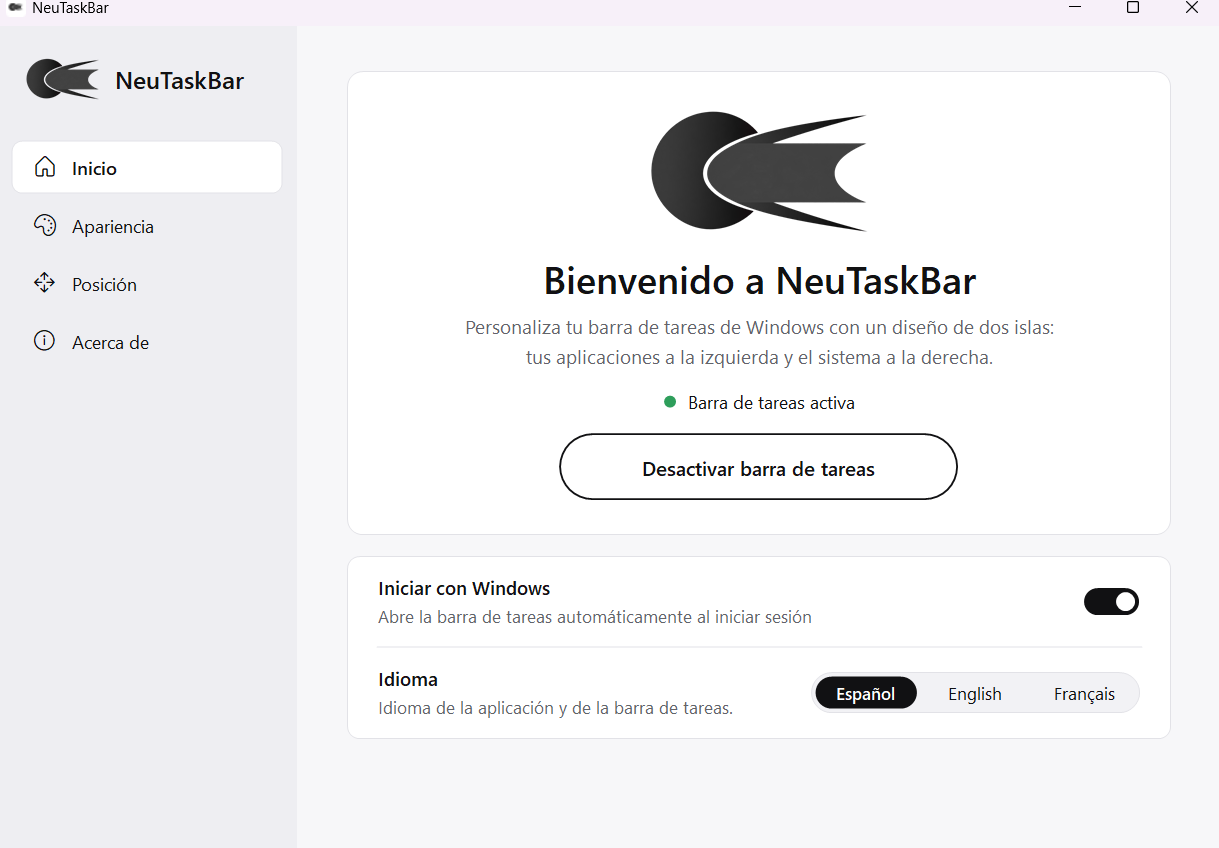 NeuTaskBar
NeuTaskBar
Inicio
Apariencia
Posición
Acerca de
Bienvenido a NeuTaskBar
Personaliza tu barra de tareas de Windows con un diseño de dos islas:
tus aplicaciones a la izquierda y el sistema a la derecha.
Barra de tareas activa
Desactivar barra de tareas
Iniciar con Windows
Abre la barra de tareas automáticamente al iniciar sesión
Idioma
Idioma de la aplicación y de la barra de tareas.
Español English Français